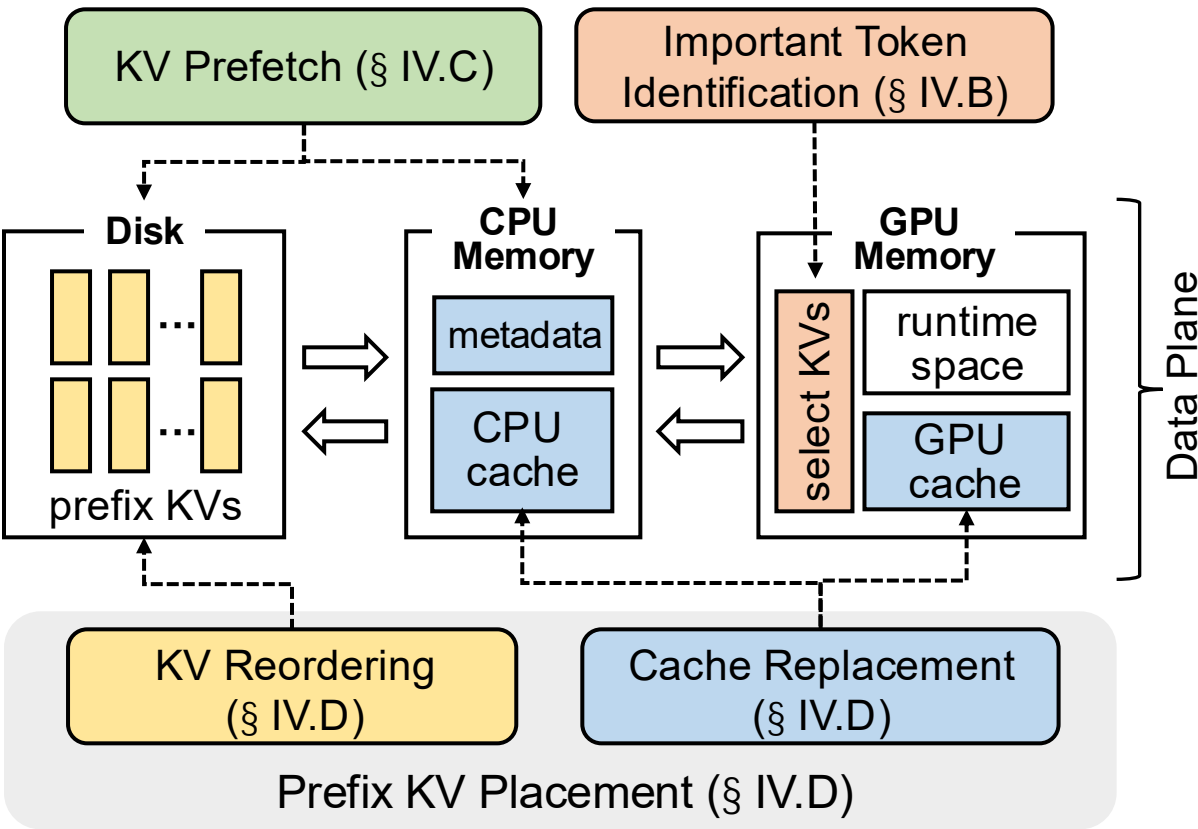 KV Prefetch (§ IV.C)
Important Token
Identification (§ IV.B)
Disk
CPU
Memory
GPU
Memory
...
...
prefix KVs
metadata
CPU
cache
select KVs
runtime
space
GPU
cache
Data Plane
KV Reordering
(§ IV.D)
Cache Replacement
(§ IV.D)
Prefix KV Placement (§ IV.D)